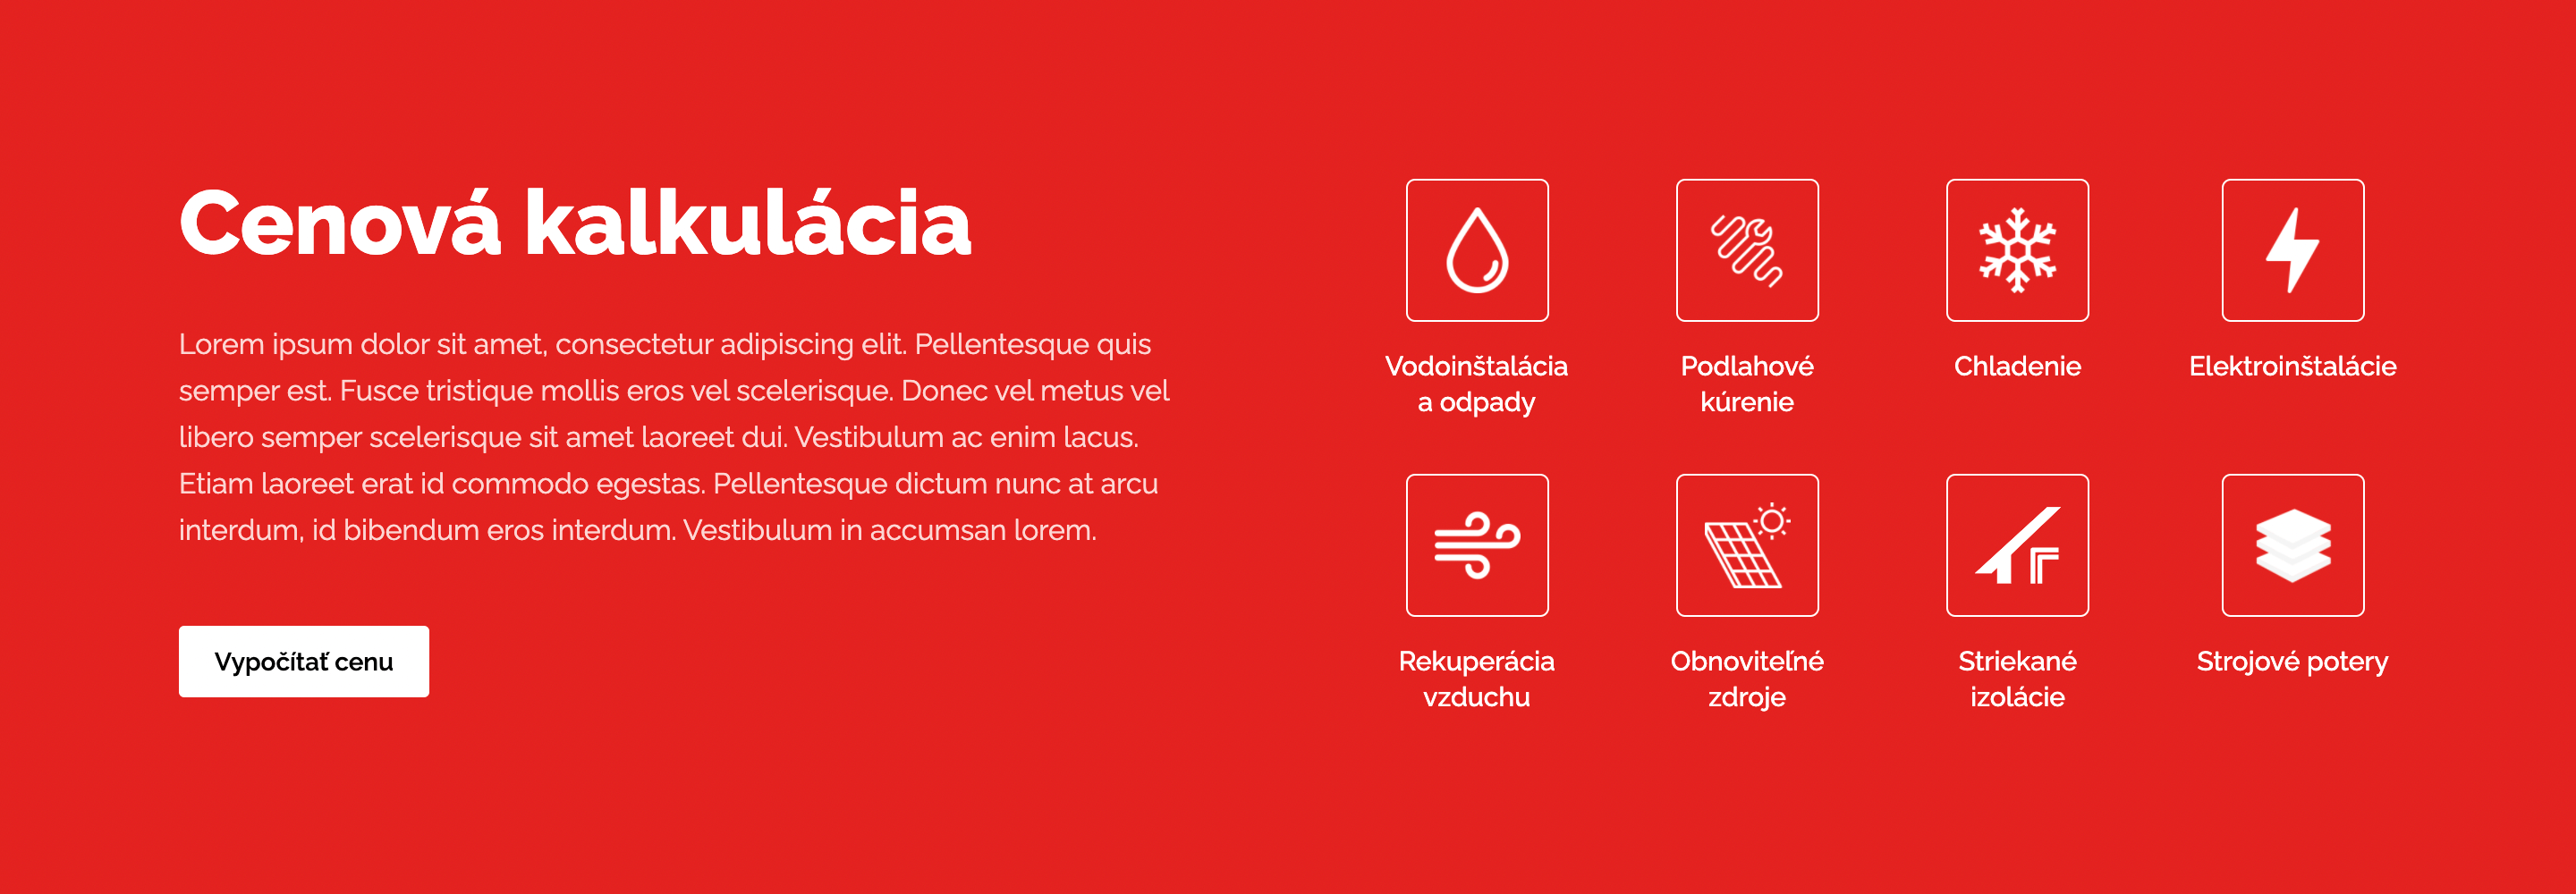 Cenová kalkulácia
Lorem ipsum dolor sit amet, consectetur adipiscing elit. Pellentesque quis
semper est. Fusce tristique mollis eros vel scelerisque. Donec vel metus vel
libero semper scelerisque sit amet laoreet dui. Vestibulum ac enim lacus.
Etiam laoreet erat id commodo egestas. Pellentesque dictum nunc at arcu
interdum, id bibendum eros interdum. Vestibulum in accumsan lorem.
Vypočítať cenu
Vodoinštalácia
a odpady
Podlahové
kúrenie
Chladenie
Elektroinštalácie
Rekuperácia
vzduchu
Obnoviteľné
zdroje
Striekané
izolácie
Strojové potery